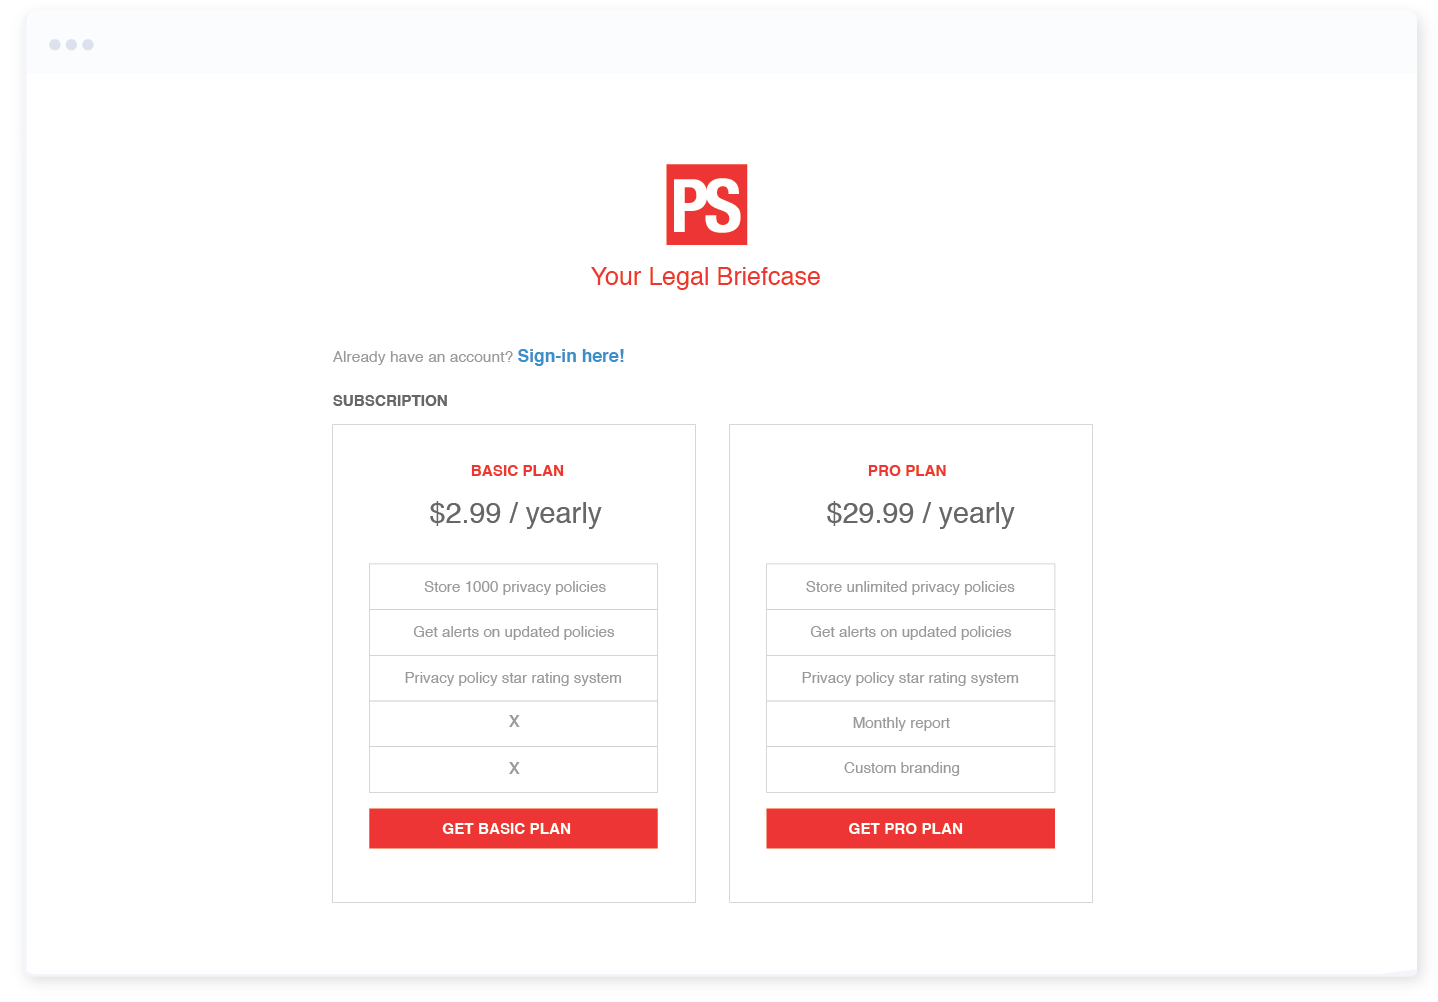 PS
Your Legal Briefcase
Already have an account? Sign-in here!
SUBSCRIPTION
BASIC PLAN
$2.99 / yearly
Store 1000 privacy policies
Get alerts on updated policies
Privacy policy star rating system
X
X
GET BASIC PLAN
PRO PLAN
$29.99 / yearly
Store unlimited privacy policies
Get alerts on updated policies
Privacy policy star rating system
Monthly report
Custom branding
GET PRO PLAN